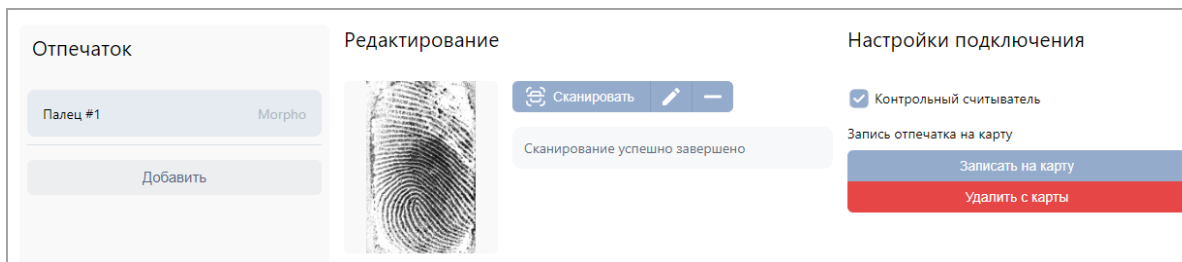 Отпечаток
Палец #1 Morpho
Добавить
Редактирование
Сканировать
Сканирование успешно завершено
Настройки подключения
Контрольный считыватель
Запись отпечатка на карту
Записать на карту
Удалить с карты